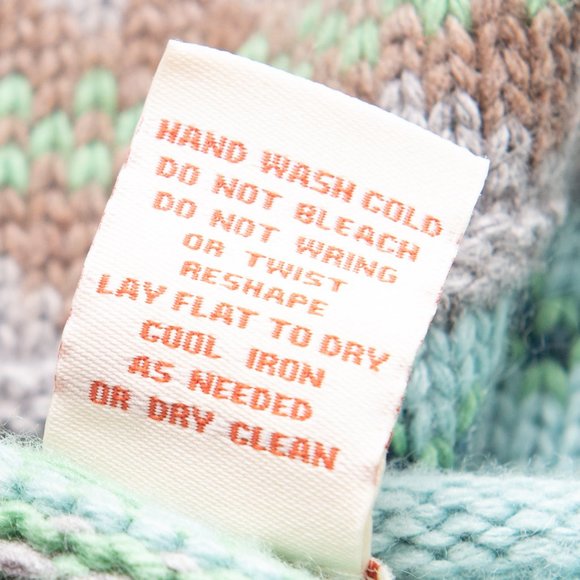 HAND WASH COLD
DO NOT BLEACH
DO NOT WRING
OR TWIST
RESHAPE
LAY FLAT TO DRY
COOL IRON
AS NEEDED
OR DRY CLEAN